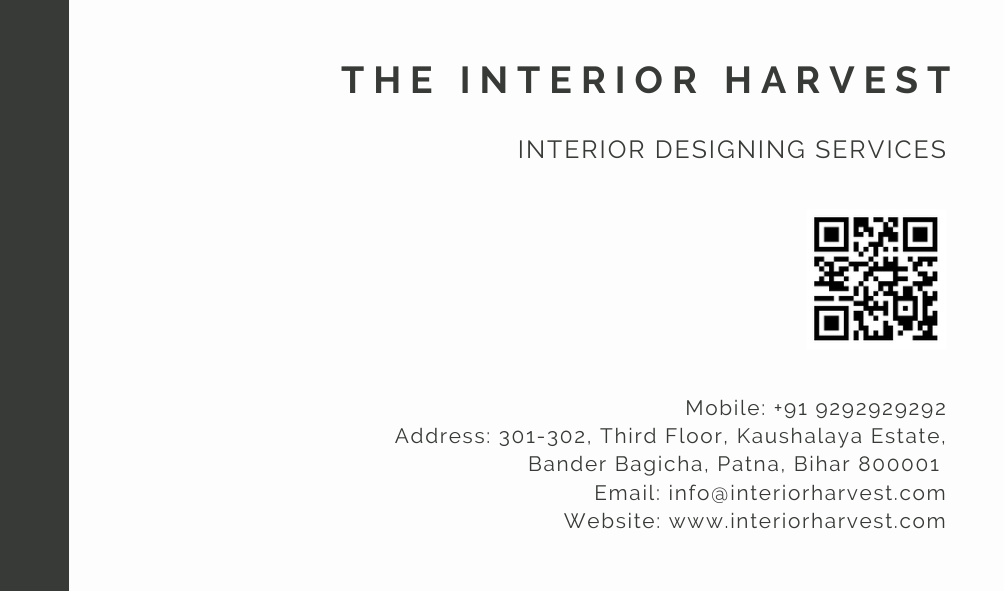 THE INTERIOR HARVEST
INTERIOR DESIGNING SERVICES
Mobile: +91 9292929292
Address: 301-302, Third Floor, Kaushalaya Estate,
Bander Bagicha, Patna, Bihar 800001
Email: info@interiorharvest.com
Website: www.interiorharvest.com